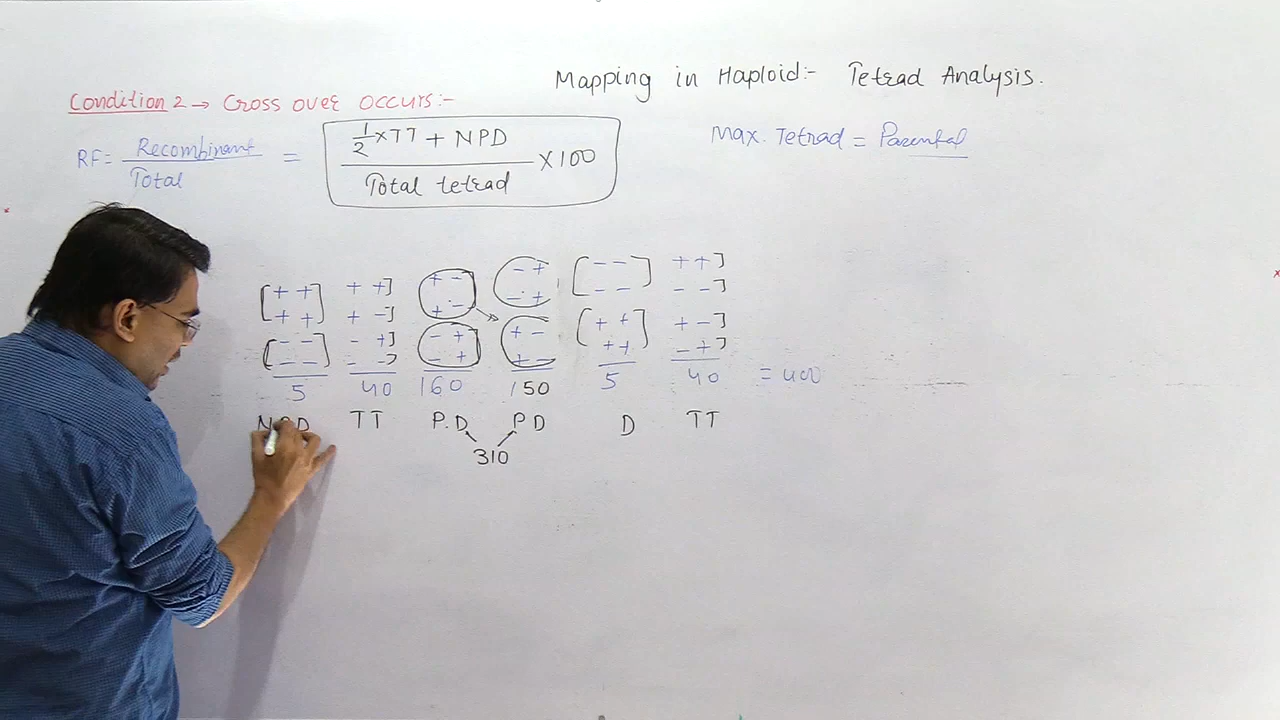 Mapping in Haploid:- Tetrad Analysis.
Condition 2 → Cross over occurs:-
RF = Recombinant / Total = 1/2 × TT + NPD / Total tetrad × 100
Max. Tetrad = Parental
+ + + + + - - + - - + +
+ + + - + - - + - - - -
- - - + - + + - + + + -
- - - - - + + - + + - +
5 40 160 150 5 40 = 400
NPD TT P.D PD D TT
310